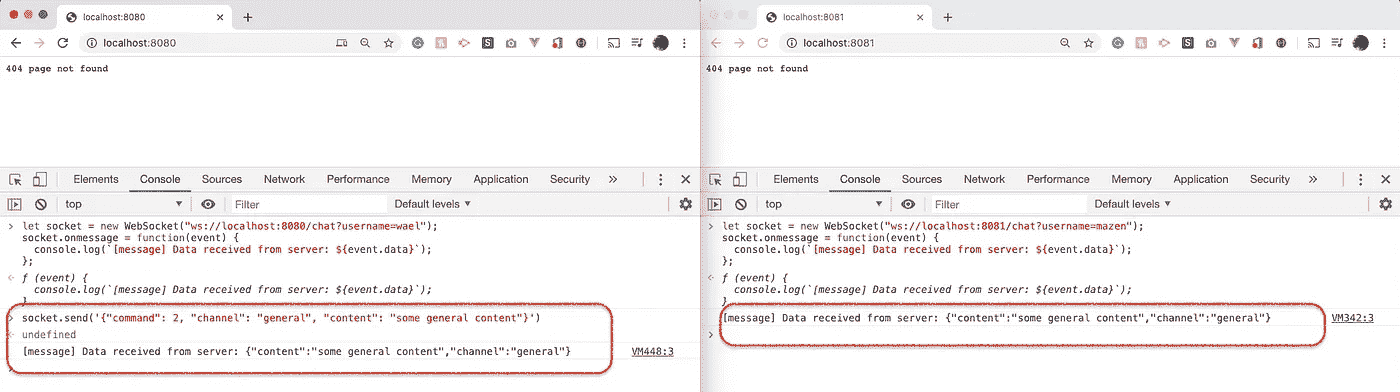 localhost:8080
localhost:8080
404 page not found
Elements Console Sources Network Performance Memory Application Security »
top Filter Default levels
> let socket = new WebSocket("ws://localhost:8080/chat?username=wael");
socket.onmessage = function(event) {
console.log(`[message] Data received from server: ${event.data}`);
};
f (event) {
console.log(`[message] Data received from server: ${event.data}`);
}
> socket.send('{"command": 2, "channel": "general", "content": "some general content"}')
undefined
[message] Data received from server: {"content":"some general content","channel":"general"} VM448:3
localhost:8081
localhost:8081
404 page not found
Elements Console Sources Network Performance Memory Application Security »
top Filter Default levels
> let socket = new WebSocket("ws://localhost:8081/chat?username=mazen");
socket.onmessage = function(event) {
console.log(`[message] Data received from server: ${event.data}`);
};
f (event) {
console.log(`[message] Data received from server: ${event.data}`);
}
[message] Data received from server: {"content":"some general content","channel":"general"} VM342:3
>